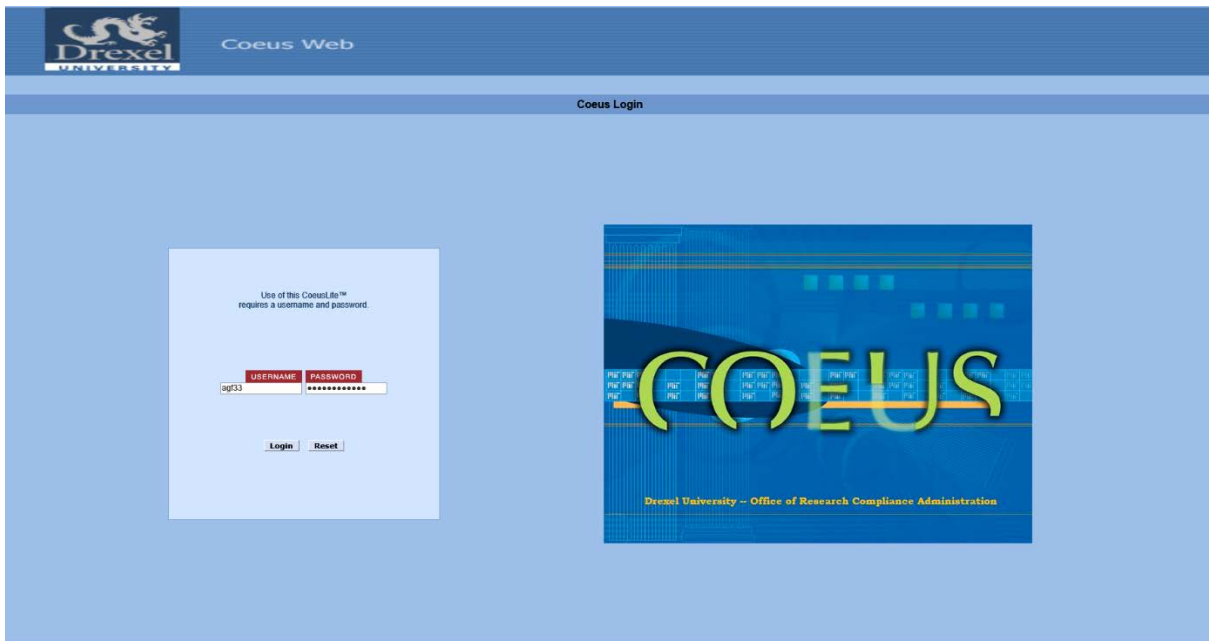 Drexel
UNIVERSITY
Coeus Web
Coeus Login
Use of this CoeusLite™
requires a username and password.
USERNAME PASSWORD
agf33 ●●●●●●●●●●●●
Login Reset
COEUS
Drexel University -- Office of Research Compliance Administration